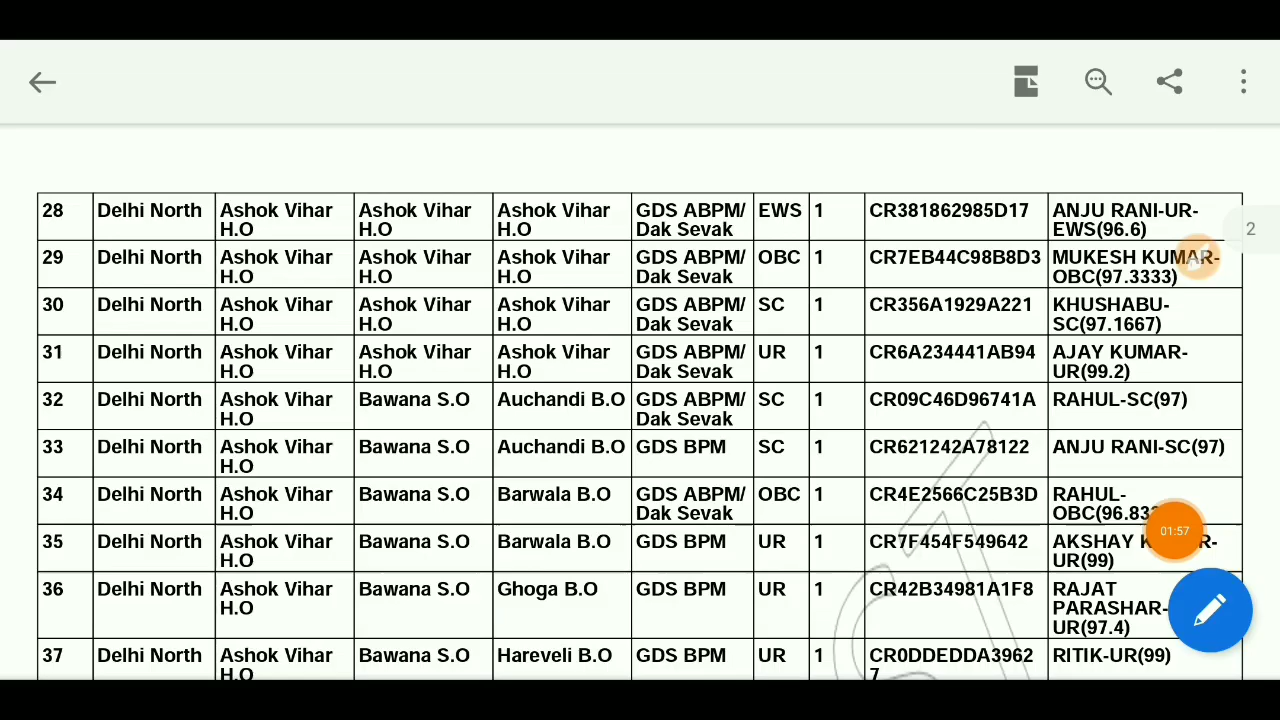 2
28 Delhi North Ashok Vihar H.O Ashok Vihar H.O Ashok Vihar H.O GDS ABPM/ Dak Sevak EWS 1 CR381862985D17 ANJU RANI-UR-EWS(96.6)
29 Delhi North Ashok Vihar H.O Ashok Vihar H.O Ashok Vihar H.O GDS ABPM/ Dak Sevak OBC 1 CR7EB44C98B8D3 MUKESH KUMAR-OBC(97.3333)
30 Delhi North Ashok Vihar H.O Ashok Vihar H.O Ashok Vihar H.O GDS ABPM/ Dak Sevak SC 1 CR356A1929A221 KHUSHABU-SC(97.1667)
31 Delhi North Ashok Vihar H.O Ashok Vihar H.O Ashok Vihar H.O GDS ABPM/ Dak Sevak UR 1 CR6A234441AB94 AJAY KUMAR-UR(99.2)
32 Delhi North Ashok Vihar H.O Bawana S.O Auchandi B.O GDS ABPM/ Dak Sevak SC 1 CR09C46D96741A RAHUL-SC(97)
33 Delhi North Ashok Vihar H.O Bawana S.O Auchandi B.O GDS BPM SC 1 CR621242A78122 ANJU RANI-SC(97)
34 Delhi North Ashok Vihar H.O Bawana S.O Barwala B.O GDS ABPM/ Dak Sevak OBC 1 CR4E2566C25B3D RAHUL-
01:57
35 Delhi North Ashok Vihar H.O Bawana S.O Barwala B.O GDS BPM UR 1 CR7F454F549642 AKSHAY UR(99)
36 Delhi North Ashok Vihar H.O Bawana S.O Ghoga B.O GDS BPM UR 1 CR42B34981A1F8 RAJAT PARASHAR-UR(97.4)
37 Delhi North Ashok Vihar H.O Bawana S.O Hareveli B.O GDS BPM UR 1 CR0DDEDDA39627 RITIK-UR(99)